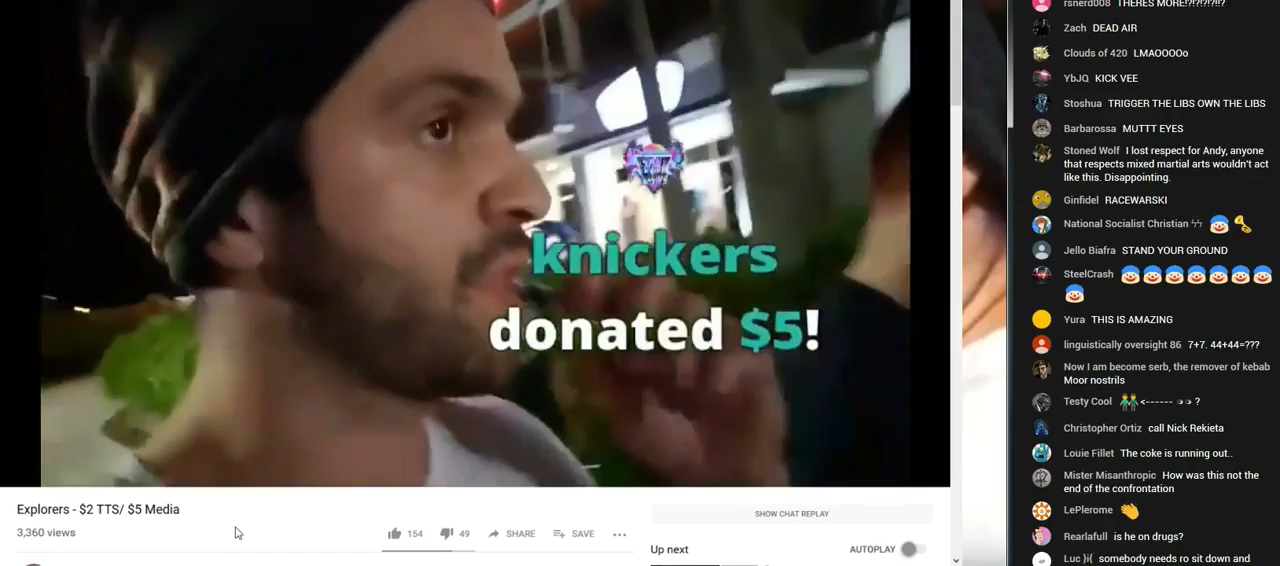 knickers
donated $5!
Explorers - $2 TTS/ $5 Media
3,360 views
154
49
SHARE
SAVE
SHOW CHAT REPLAY
Up next
AUTOPLAY
rsnerd008 THERES MORE!?!?!?!?!!?
Zach DEAD AIR
Clouds of 420 LMAOOOOo
YbJQ KICK VEE
Stoshua TRIGGER THE LIBS OWN THE LIBS
Barbarossa MUTTT EYES
Stoned Wolf I lost respect for Andy, anyone
that respects mixed martial arts wouldn't act
like this. Disappointing.
Ginfidel RACEWARSKI
National Socialist Christian ϟϟ 🤡 🎺
Jello Biafra STAND YOUR GROUND
SteelCrash 🤡🤡🤡🤡🤡🤡🤡
🤡
Yura THIS IS AMAZING
linguistically oversight 86 7+7. 44+44=???
Now I am become serb, the remover of kebab
Moor nostrils
Testy Cool 👬 <------ 👀 ?
Christopher Ortiz call Nick Rekieta
Louie Fillet The coke is running out..
Mister Misanthropic How was this not the
end of the confrontation
LePlerome 👏
Rearlafull is he on drugs?
Luc }i{ somebody needs ro sit down and